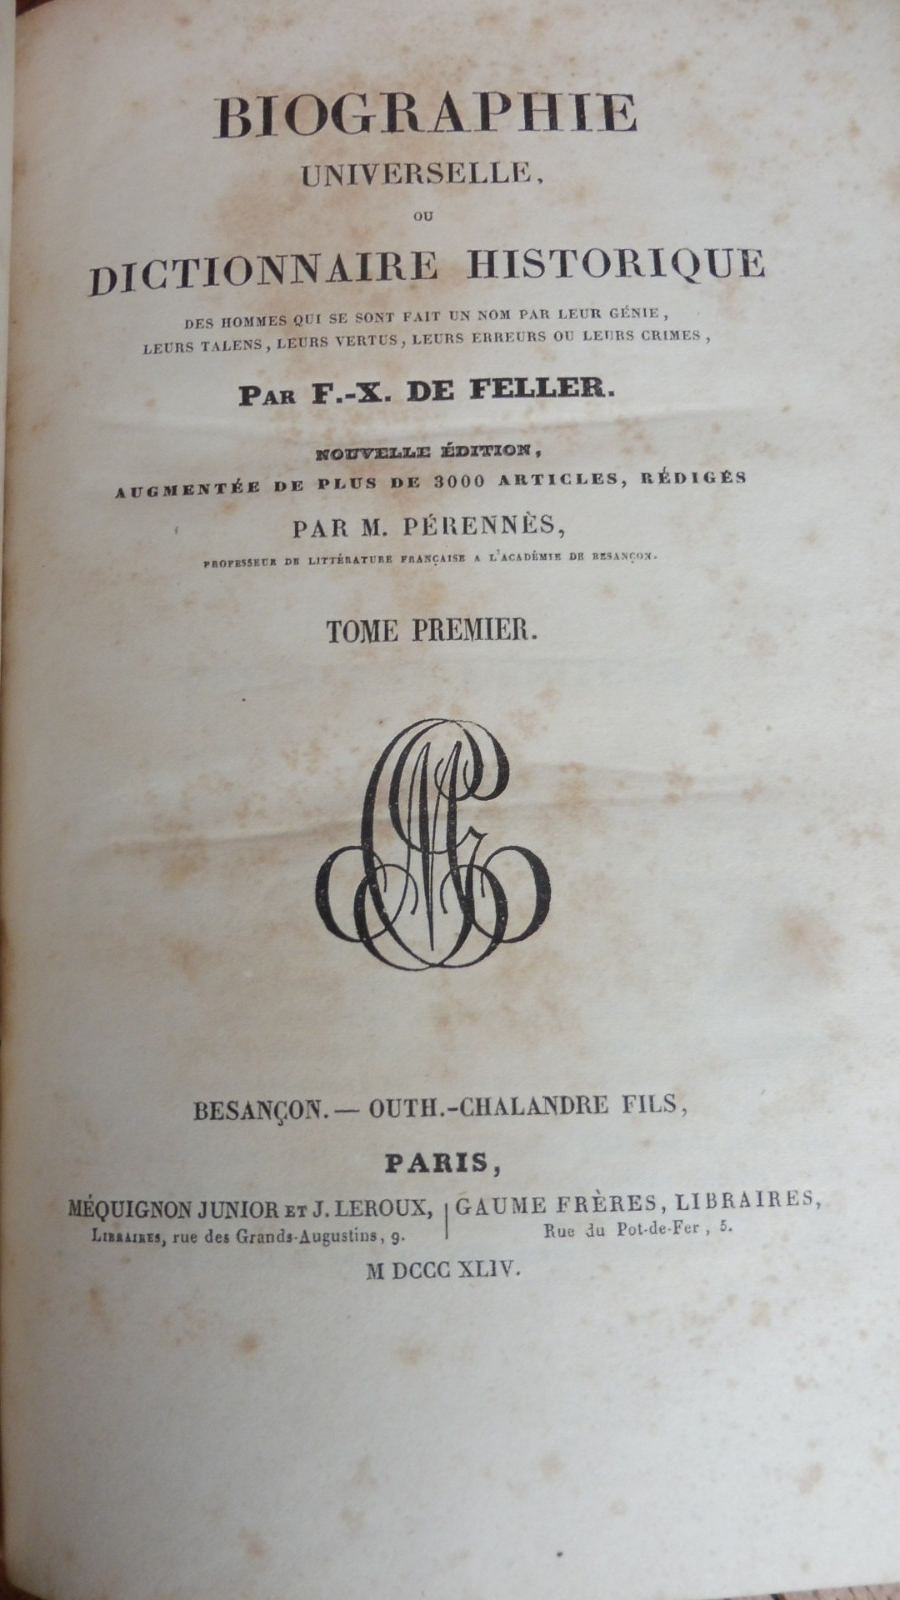 BIOGRAPHIE
UNIVERSELLE,
OU
DICTIONNAIRE HISTORIQUE
DES HOMMES QUI SE SONT FAIT UN NOM PAR LEUR GÉNIE,
LEURS TALENS, LEURS VERTUS, LEURS ERREURS OU LEURS CRIMES,
PAR F.-X. DE FELLER.
NOUVELLE ÉDITION,
AUGMENTÉE DE PLUS DE 3000 ARTICLES, RÉDIGÉS
PAR M. PÉRENNÈS,
PROFESSEUR DE LITTÉRATURE FRANÇAISE A L'ACADÉMIE DE BESANÇON.
TOME PREMIER.
BESANÇON. — OUTH.-CHALANDRE FILS,
PARIS,
MÉQUIGNON JUNIOR ET J. LEROUX,
LIBRAIRES, rue des Grands-Augustins, 9.
GAUME FRÈRES, LIBRAIRES,
Rue du Pot-de-Fer, 5.
M DCCC XLIV.